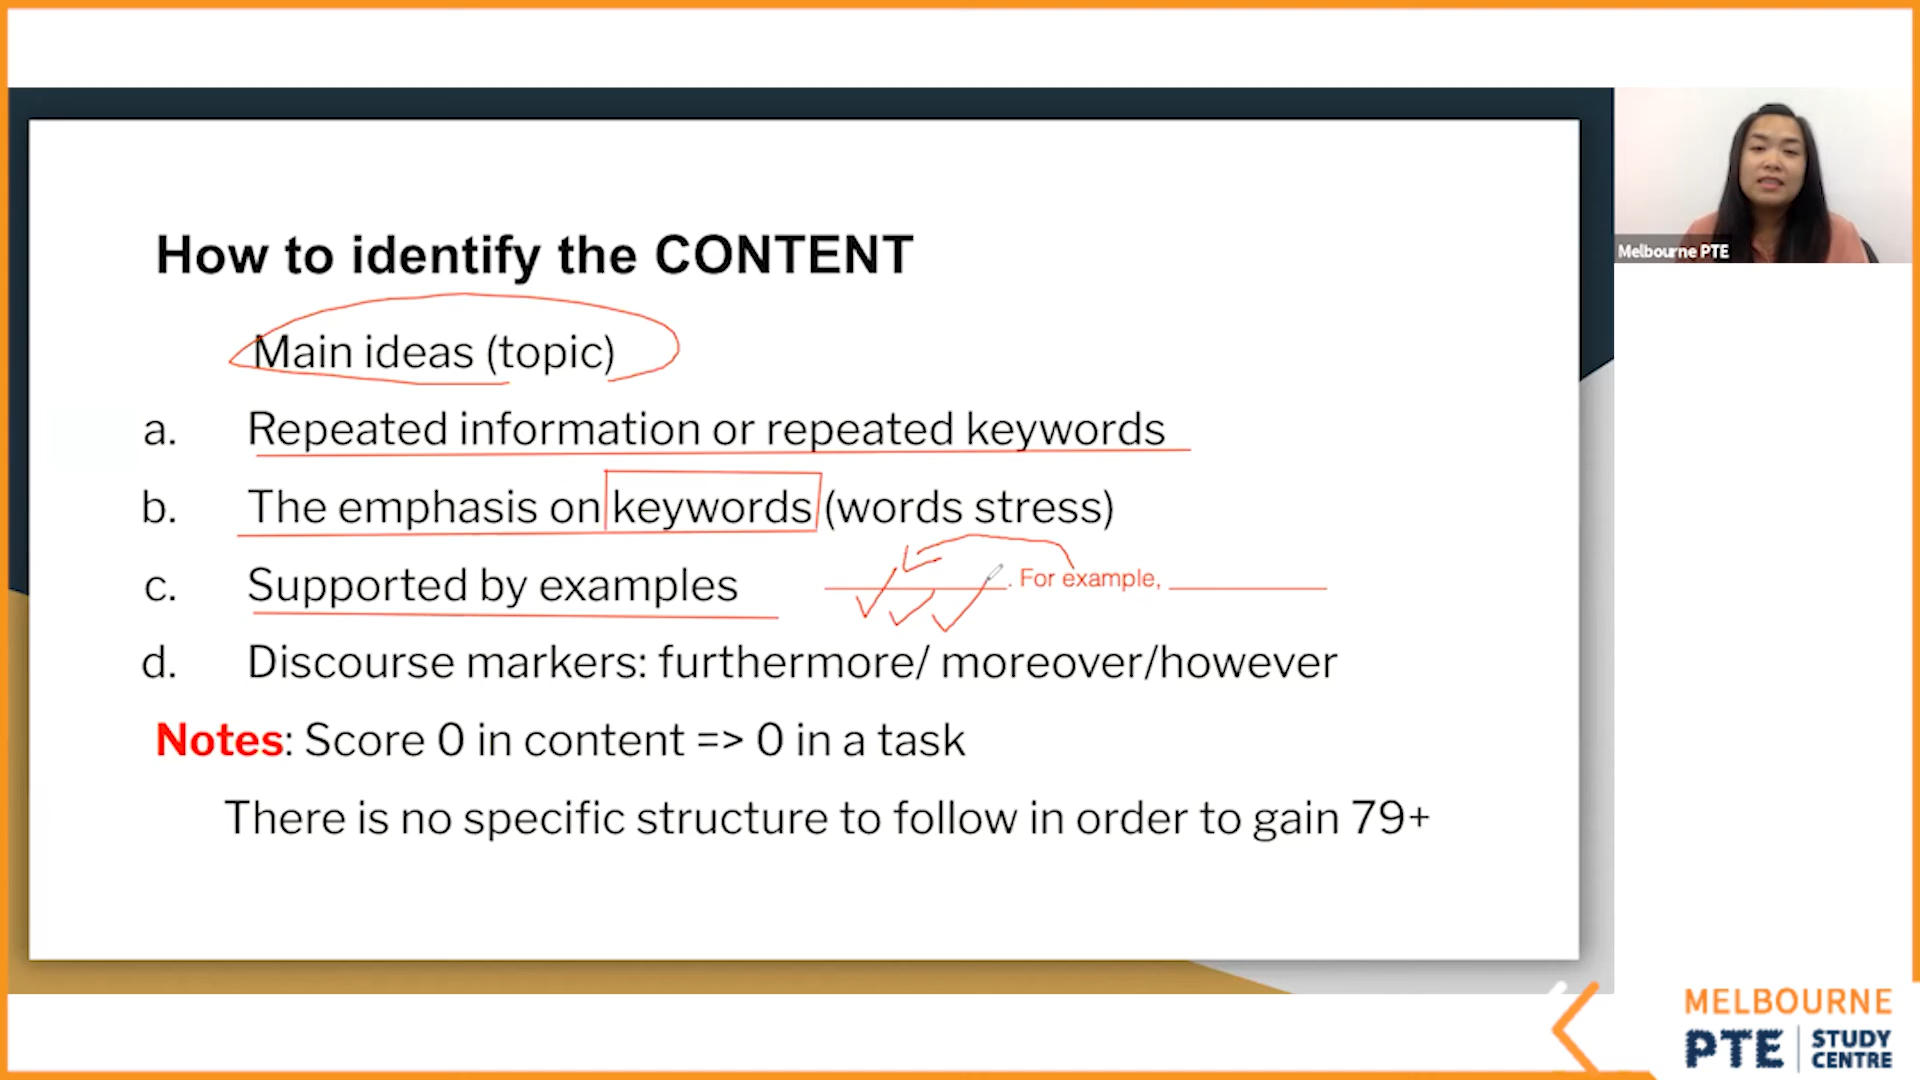 How to identify the CONTENT
Main ideas (topic)
a. Repeated information or repeated keywords
b. The emphasis on keywords (words stress)
c. Supported by examples
. For example,
d. Discourse markers: furthermore/ moreover/however
Notes: Score 0 in content => 0 in a task
There is no specific structure to follow in order to gain 79+
Melbourne PTE
MELBOURNE
PTE STUDY CENTRE